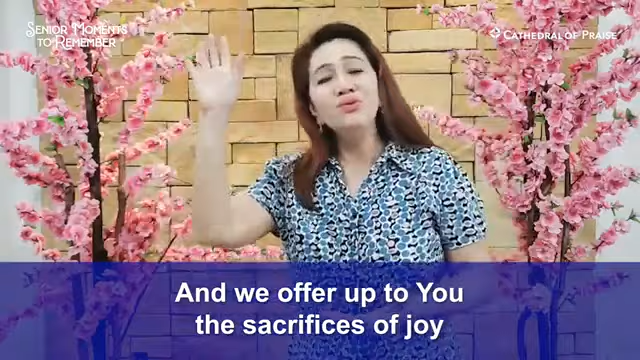 Senior Moments
to Remember
Cathedral of Praise
And we offer up to You
the sacrifices of joy